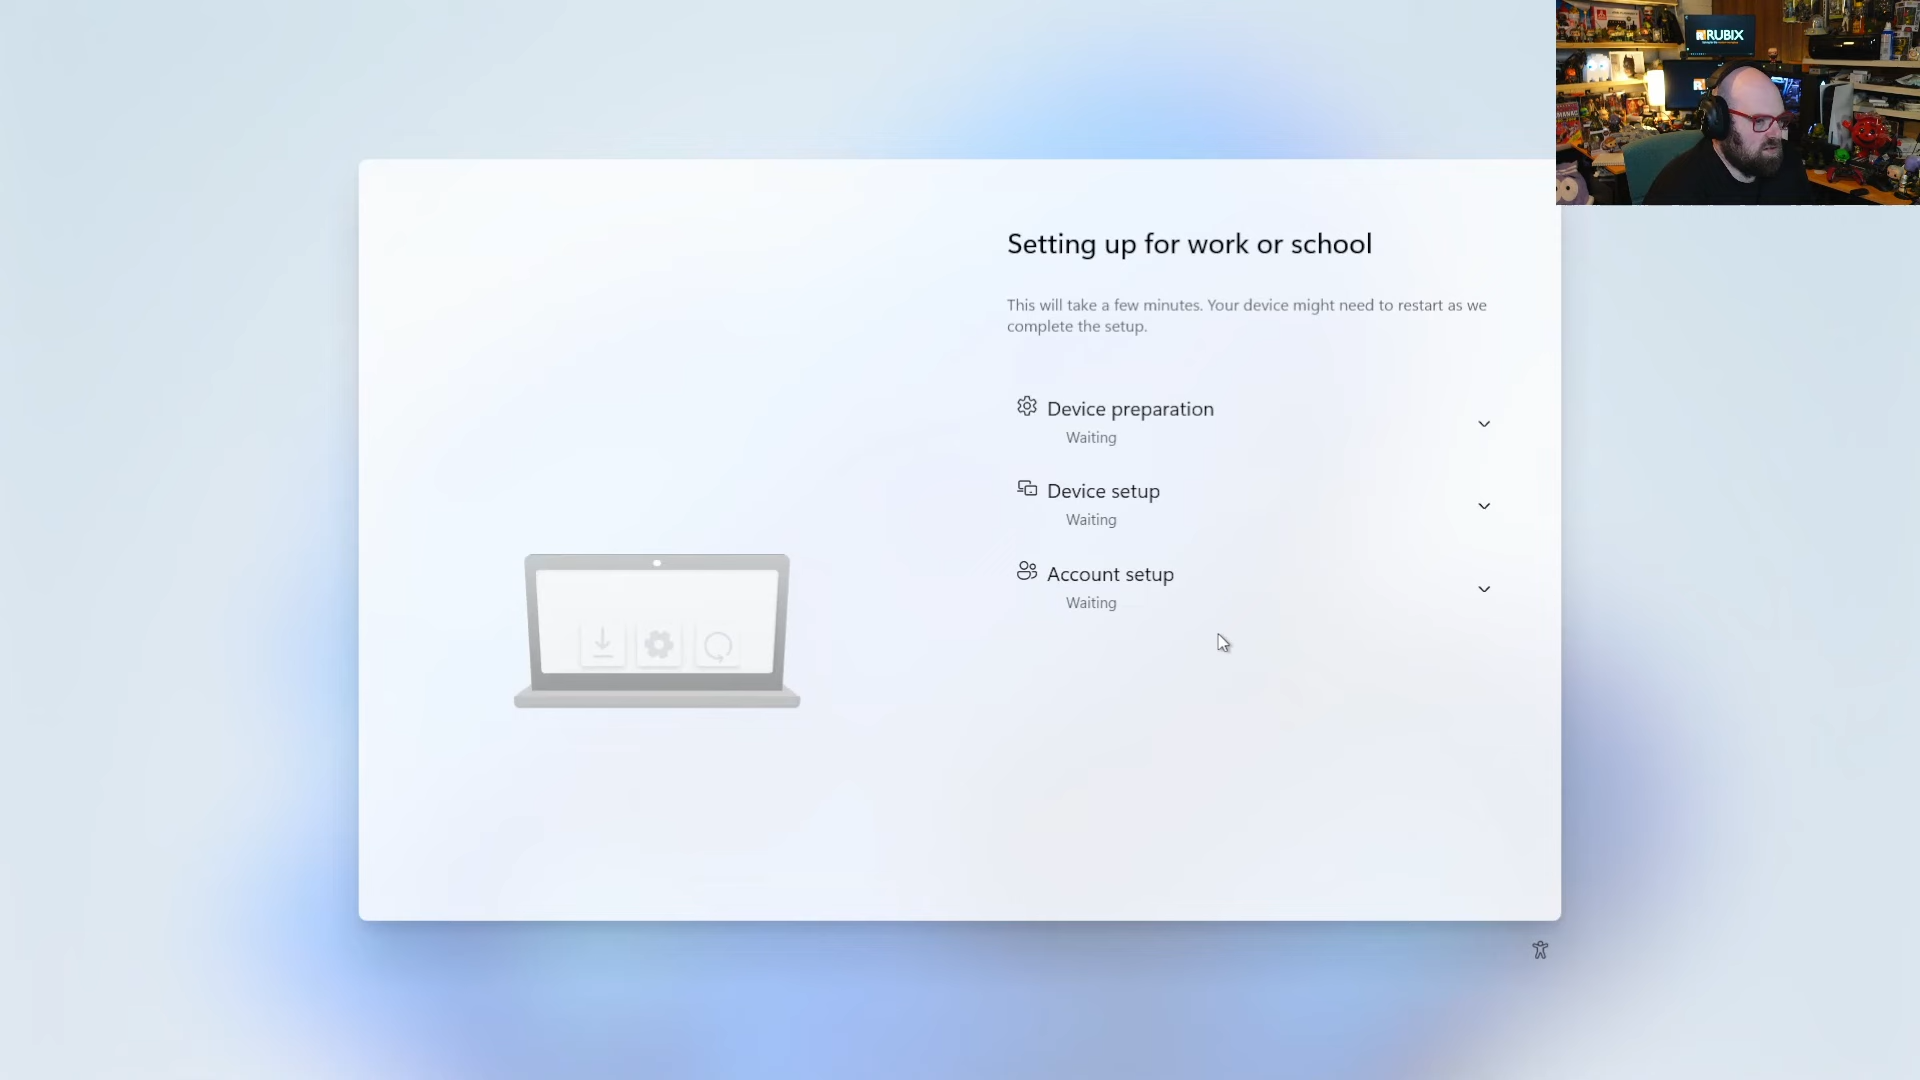 RUBIX
Setting up for work or school
This will take a few minutes. Your device might need to restart as we
complete the setup.
Device preparation
Waiting
Device setup
Waiting
Account setup
Waiting